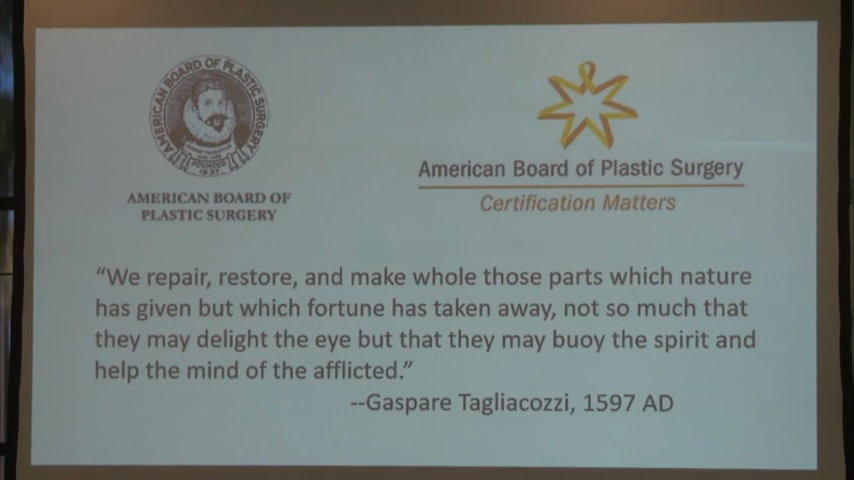 AMERICAN BOARD OF PLASTIC SURGERY
FOUNDED
1937
AMERICAN BOARD OF
PLASTIC SURGERY
American Board of Plastic Surgery
Certification Matters
“We repair, restore, and make whole those parts which nature
has given but which fortune has taken away, not so much that
they may delight the eye but that they may buoy the spirit and
help the mind of the afflicted.”
--Gaspare Tagliacozzi, 1597 AD